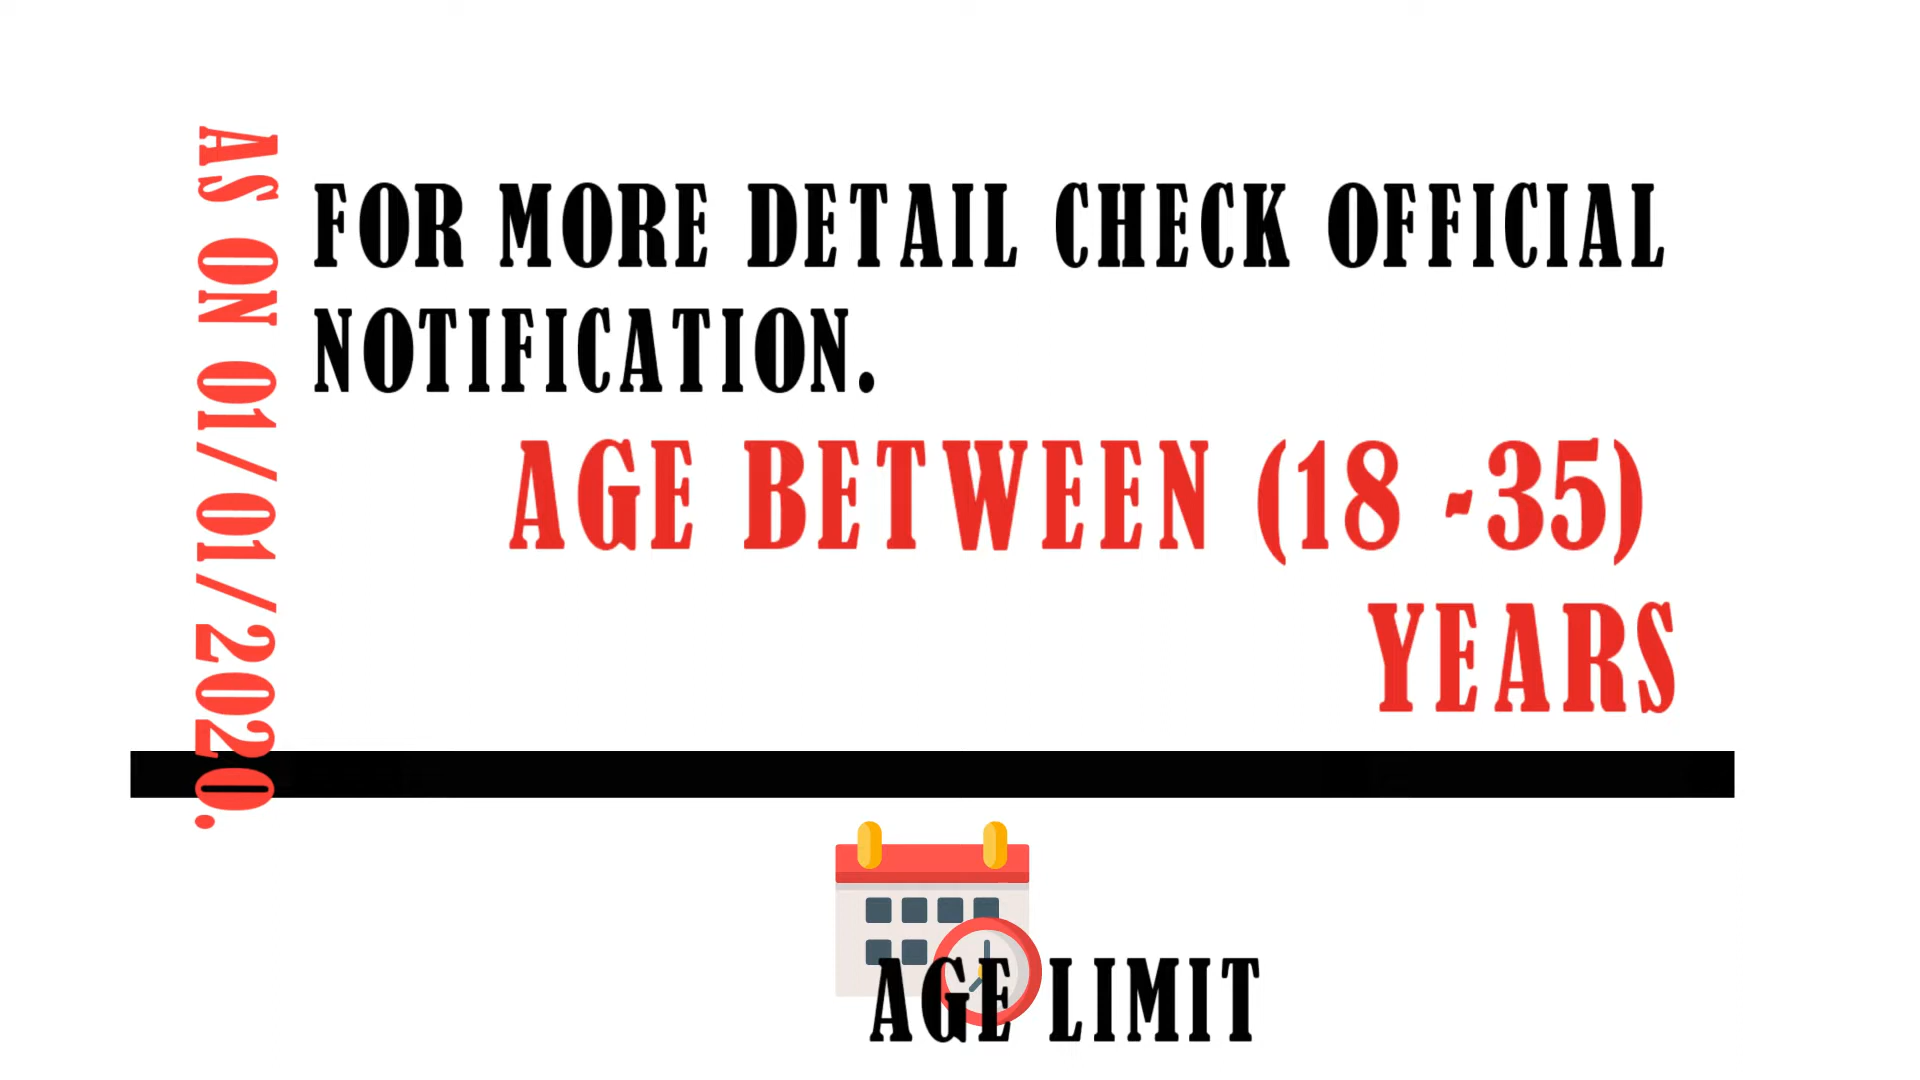 AS ON 01/01/2020.
FOR MORE DETAIL CHECK OFFICIAL
NOTIFICATION.
AGE BETWEEN (18 -35)
YEARS
AGE LIMIT